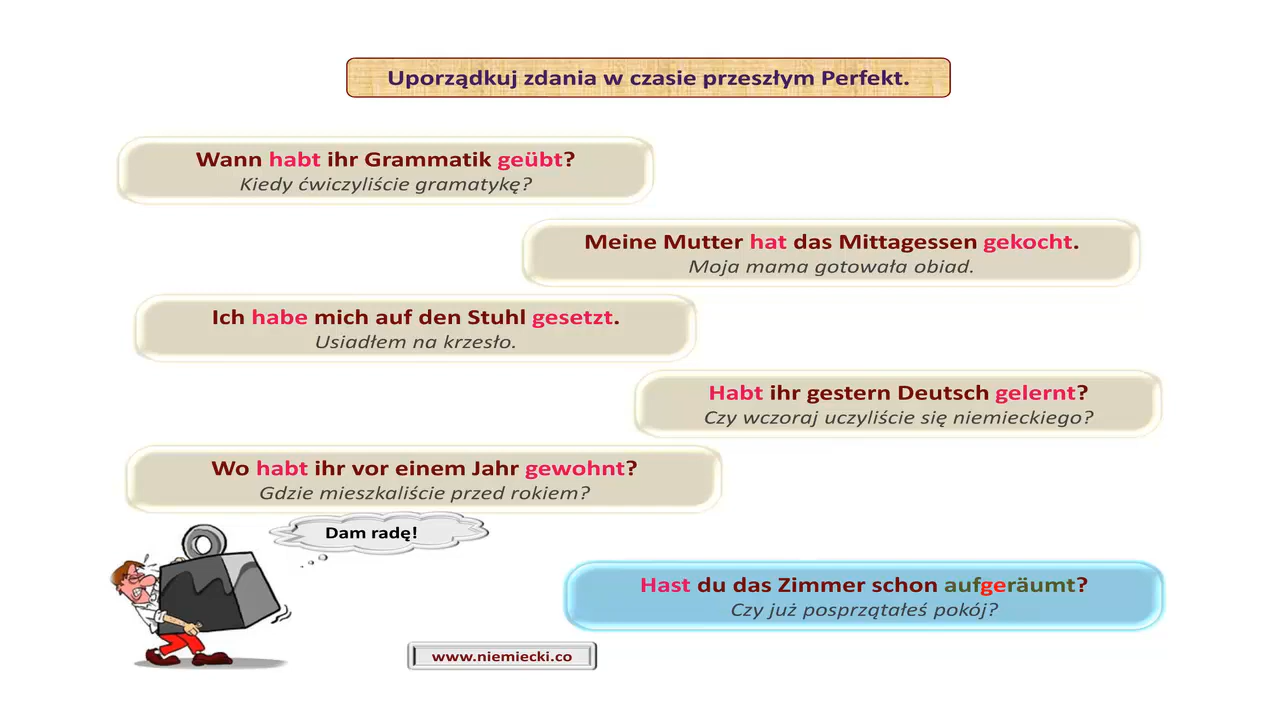 Uporządkuj zdania w czasie przeszłym Perfekt.
Wann habt ihr Grammatik geübt?
Kiedy ćwiczyliście gramatykę?
Meine Mutter hat das Mittagessen gekocht.
Moja mama gotowała obiad.
Ich habe mich auf den Stuhl gesetzt.
Usiadłem na krzesło.
Habt ihr gestern Deutsch gelernt?
Czy wczoraj uczyliście się niemieckiego?
Wo habt ihr vor einem Jahr gewohnt?
Gdzie mieszkaliście przed rokiem?
Dam radę!
Hast du das Zimmer schon aufgeräumt?
Czy już posprzątałeś pokój?
www.niemiecki.co